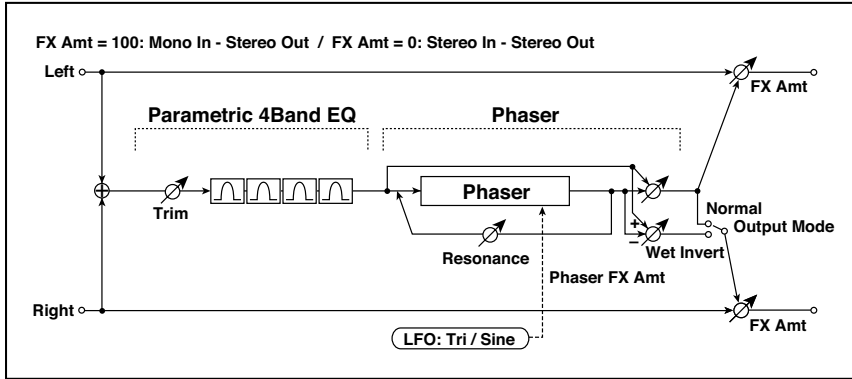 FX Amt = 100: Mono In - Stereo Out / FX Amt = 0: Stereo In - Stereo Out
Left
FX Amt
Parametric 4Band EQ
Phaser
Phaser
Trim
Resonance
+
−
Normal
Output Mode
Wet Invert
Phaser FX Amt
Right
FX Amt
LFO: Tri / Sine